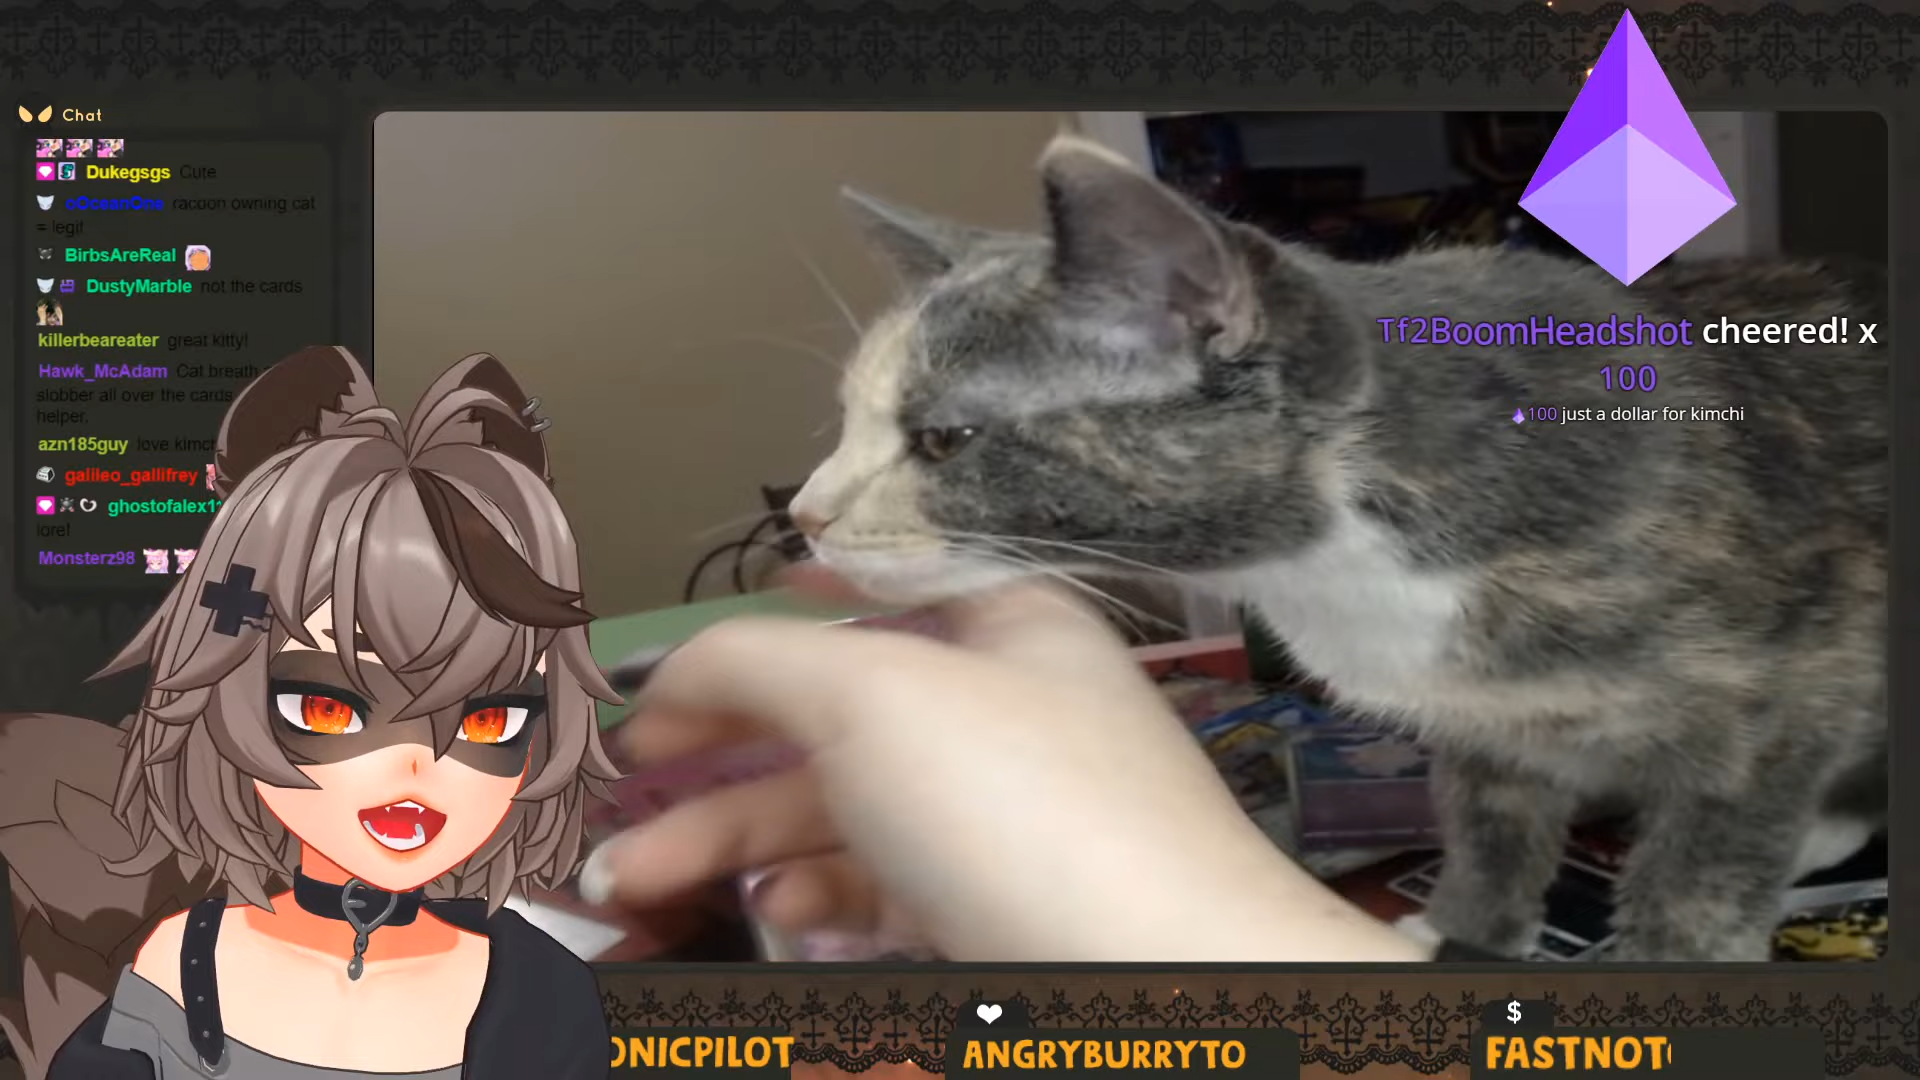 Chat
Dukegsgs Cute
oOceanOne racoon owning cat
= legit
BirbsAreReal
DustyMarble not the cards
killerbeareater great kitty!
Hawk_McAdam Cat breath
slobber all over the cards
helper.
azn185guy love kimc
galileo_gallifrey
ghostofalex1
lore!
Monsterz98
Tf2BoomHeadshot cheered! x
100
100 just a dollar for kimchi
ONICPILOT
ANGRYBURRYTO
$
FASTNOT